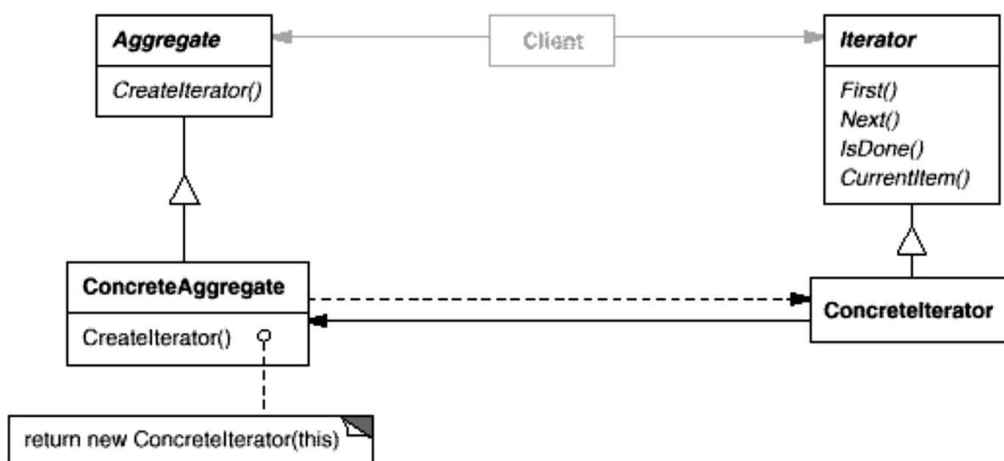 Aggregate
CreateIterator()
Client
Iterator
First()
Next()
IsDone()
CurrentItem()
ConcreteAggregate
CreateIterator()
ConcreteIterator
return new ConcreteIterator(this)